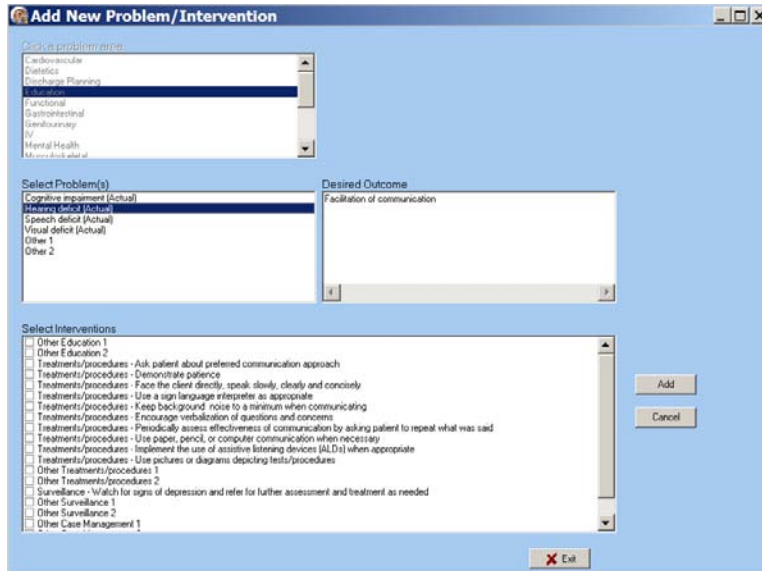 Add New Problem/Intervention
Click a problem area
Cardiovascular
Dietetics
Discharge Planning
Education
Functional
Gastrointestinal
Genitourinary
IV
Mental Health
Musculoskeletal
Select Problem(s)
Cognitive impairment (Actual)
Hearing deficit (Actual)
Speech deficit (Actual)
Visual deficit (Actual)
Other 1
Other 2
Desired Outcome
Facilitation of communication
Select Interventions
Other Education 1
Other Education 2
Treatments/procedures - Ask patient about preferred communication approach
Treatments/procedures - Demonstrate patience
Treatments/procedures - Face the client directly, speak slowly, clearly and concisely
Treatments/procedures - Use a sign language interpreter as appropriate
Treatments/procedures - Keep background noise to a minimum when communicating
Treatments/procedures - Encourage verbalization of questions and concerns
Treatments/procedures - Periodically assess effectiveness of communication by asking patient to repeat what was said
Treatments/procedures - Use paper, pencil, or computer communication when necessary
Treatments/procedures - Implement the use of assistive listening devices (ALDs) when appropriate
Treatments/procedures - Use pictures or diagrams depicting tests/procedures
Other Treatments/procedures 1
Other Treatments/procedures 2
Surveillance - Watch for signs of depression and refer for further assessment and treatment as needed
Other Surveillance 1
Other Surveillance 2
Other Case Management 1
Add
Cancel
Exit